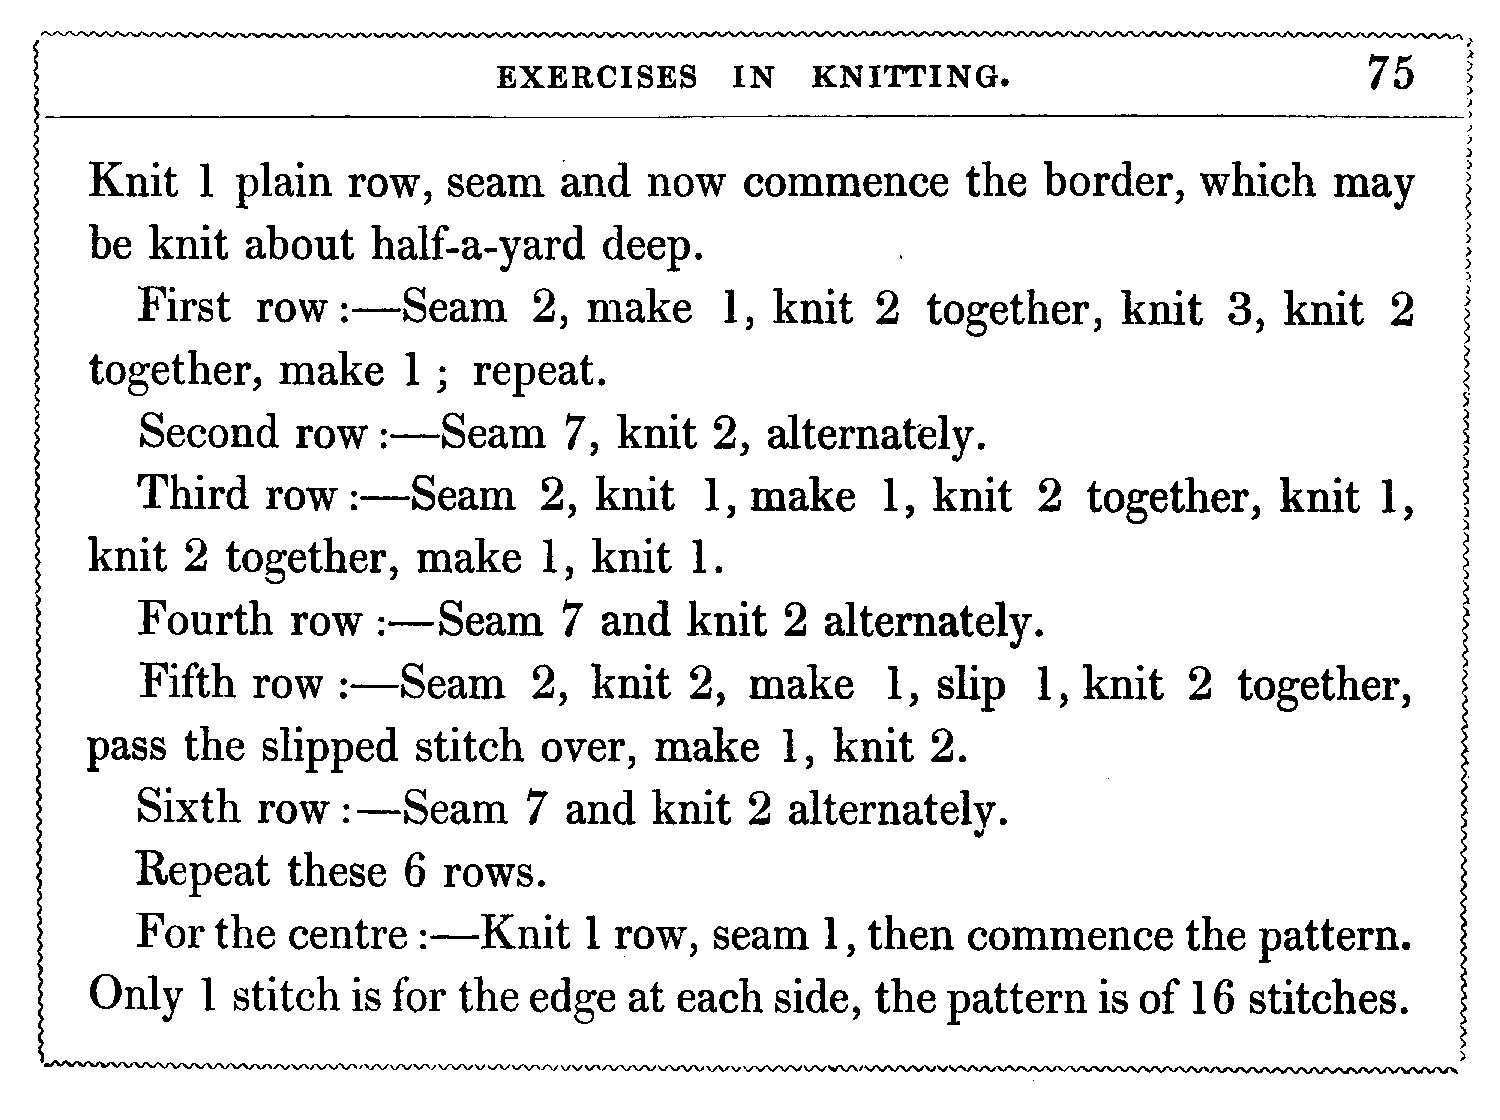 EXERCISES IN KNITTING. 75
Knit 1 plain row, seam and now commence the border, which may
be knit about half-a-yard deep.
First row :—Seam 2, make 1, knit 2 together, knit 3, knit 2
together, make 1 ; repeat.
Second row :—Seam 7, knit 2, alternately.
Third row :—Seam 2, knit 1, make 1, knit 2 together, knit 1,
knit 2 together, make 1, knit 1.
Fourth row :—Seam 7 and knit 2 alternately.
Fifth row :—Seam 2, knit 2, make 1, slip 1, knit 2 together,
pass the slipped stitch over, make 1, knit 2.
Sixth row :—Seam 7 and knit 2 alternately.
Repeat these 6 rows.
For the centre :—Knit 1 row, seam 1, then commence the pattern.
Only 1 stitch is for the edge at each side, the pattern is of 16 stitches.